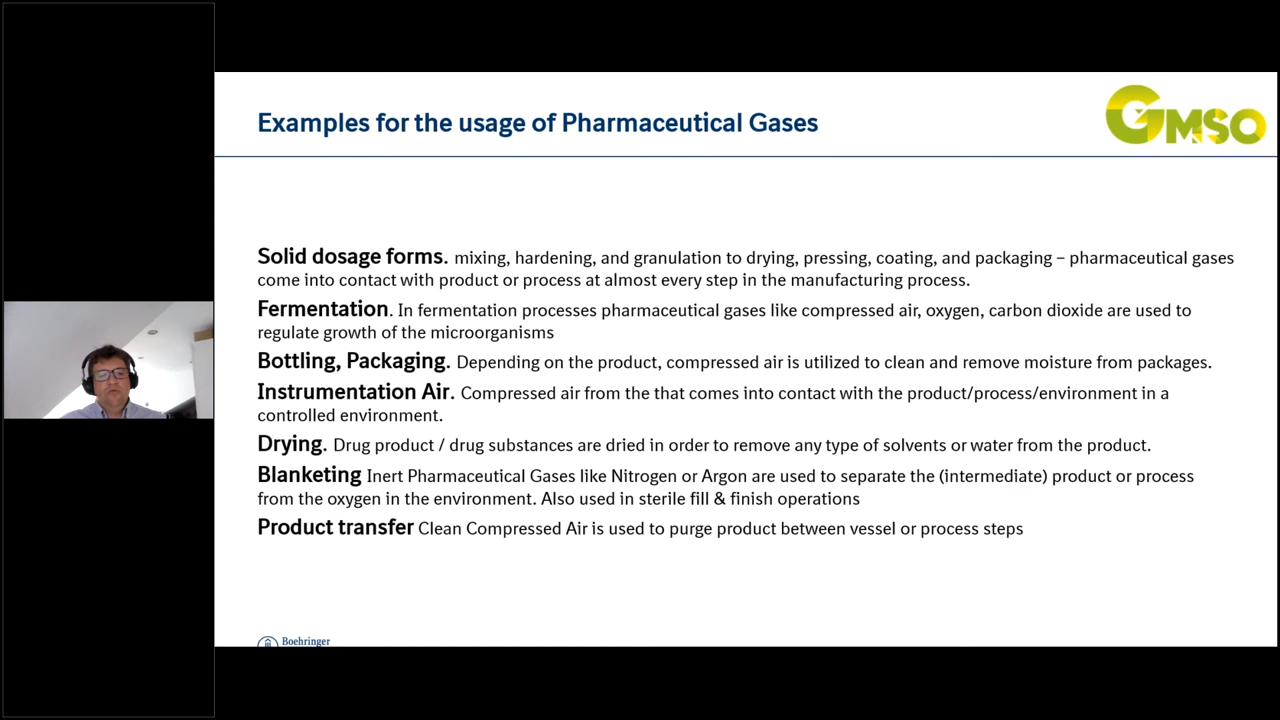 Examples for the usage of Pharmaceutical Gases
GMSO
Solid dosage forms. mixing, hardening, and granulation to drying, pressing, coating, and packaging – pharmaceutical gases
come into contact with product or process at almost every step in the manufacturing process.
Fermentation. In fermentation processes pharmaceutical gases like compressed air, oxygen, carbon dioxide are used to
regulate growth of the microorganisms
Bottling, Packaging. Depending on the product, compressed air is utilized to clean and remove moisture from packages.
Instrumentation Air. Compressed air from the that comes into contact with the product/process/environment in a
controlled environment.
Drying. Drug product / drug substances are dried in order to remove any type of solvents or water from the product.
Blanketing Inert Pharmaceutical Gases like Nitrogen or Argon are used to separate the (intermediate) product or process
from the oxygen in the environment. Also used in sterile fill & finish operations
Product transfer Clean Compressed Air is used to purge product between vessel or process steps
Boehringer